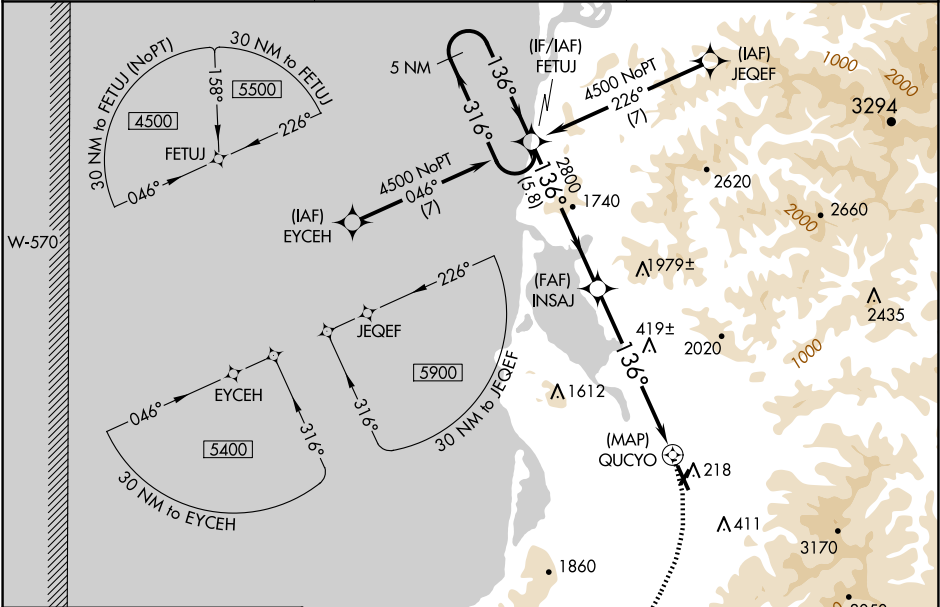 30 NM to FETUJ (NoPT)
30 NM to FETUJ
158°
5500
4500
226°
FETUJ
046°
5 NM
136°
316°
(IF/IAF)
FETUJ
4500 NoPT
226°
(7)
(IAF)
JEQEF
1000
2000
3294
4500 NoPT
046°
(7)
(IAF)
EYCEH
2800
136°
(5.8)
1740
2620
2000
2660
W-570
226°
JEQEF
5900
316°
30 NM to JEQEF
EYCEH
046°
316°
5400
30 NM to EYCEH
(FAF)
INSAJ
1979±
2435
419±
2020
1000
136°
1612
(MAP)
QUCYO
218
411
3170
1860